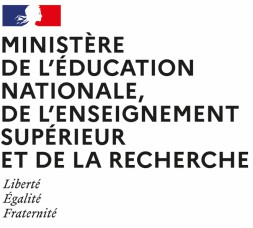 MINISTÈRE
DE L'ÉDUCATION
NATIONALE,
DE L'ENSEIGNEMENT
SUPÉRIEUR
ET DE LA RECHERCHE
Liberté
Égalité
Fraternité